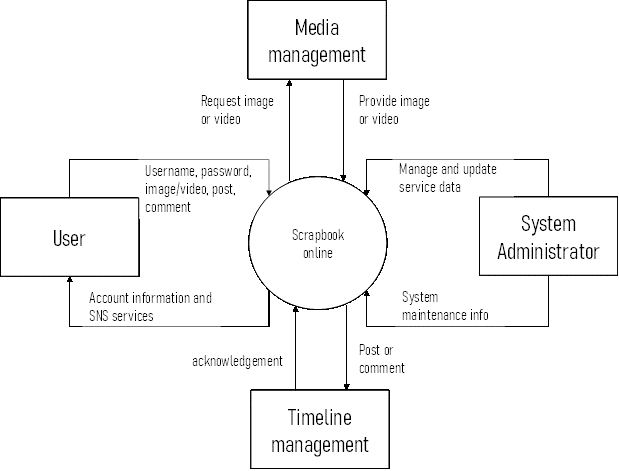 Media
management
Request image
or video
Provide image
or video
Username, password,
image/video, post,
comment
Manage and update
service data
User
Scrapbook
online
System
Administrator
Account information and
SNS services
System
maintenance info
acknowledgement
Post or
comment
Timeline
management